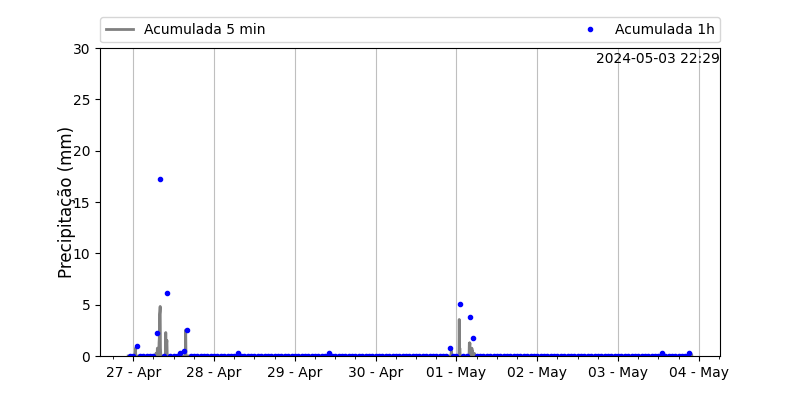 Acumulada 5 min
Acumulada 1h
2024-05-03 22:29
Precipitação (mm)
30
25
20
15
10
5
0
27 - Apr 28 - Apr 29 - Apr 30 - Apr 01 - May 02 - May 03 - May 04 - May